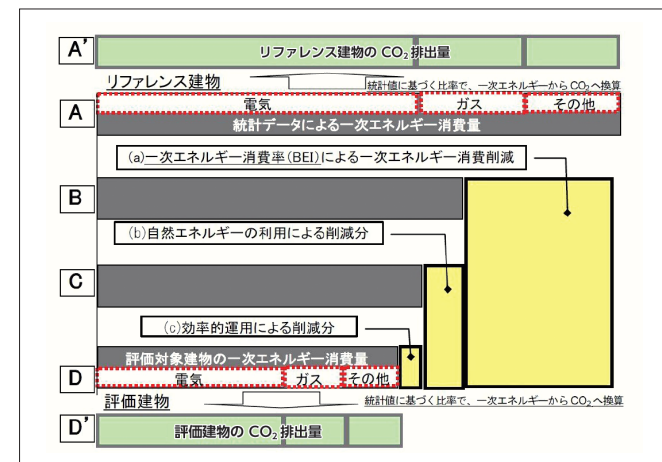 A' リファレンス建物の CO2 排出量
リファレンス建物 統計値に基づく比率で、一次エネルギーからCO2へ換算
A 電気 ガス その他
統計データによる一次エネルギー消費量
(a)一次エネルギー消費率(BEI)による一次エネルギー消費削減
B
(b)自然エネルギーの利用による削減分
C
(c)効率的運用による削減分
評価対象建物の一次エネルギー消費量
D 電気 ガス その他
評価建物 統計値に基づく比率で、一次エネルギーからCO2へ換算
D' 評価建物の CO2 排出量